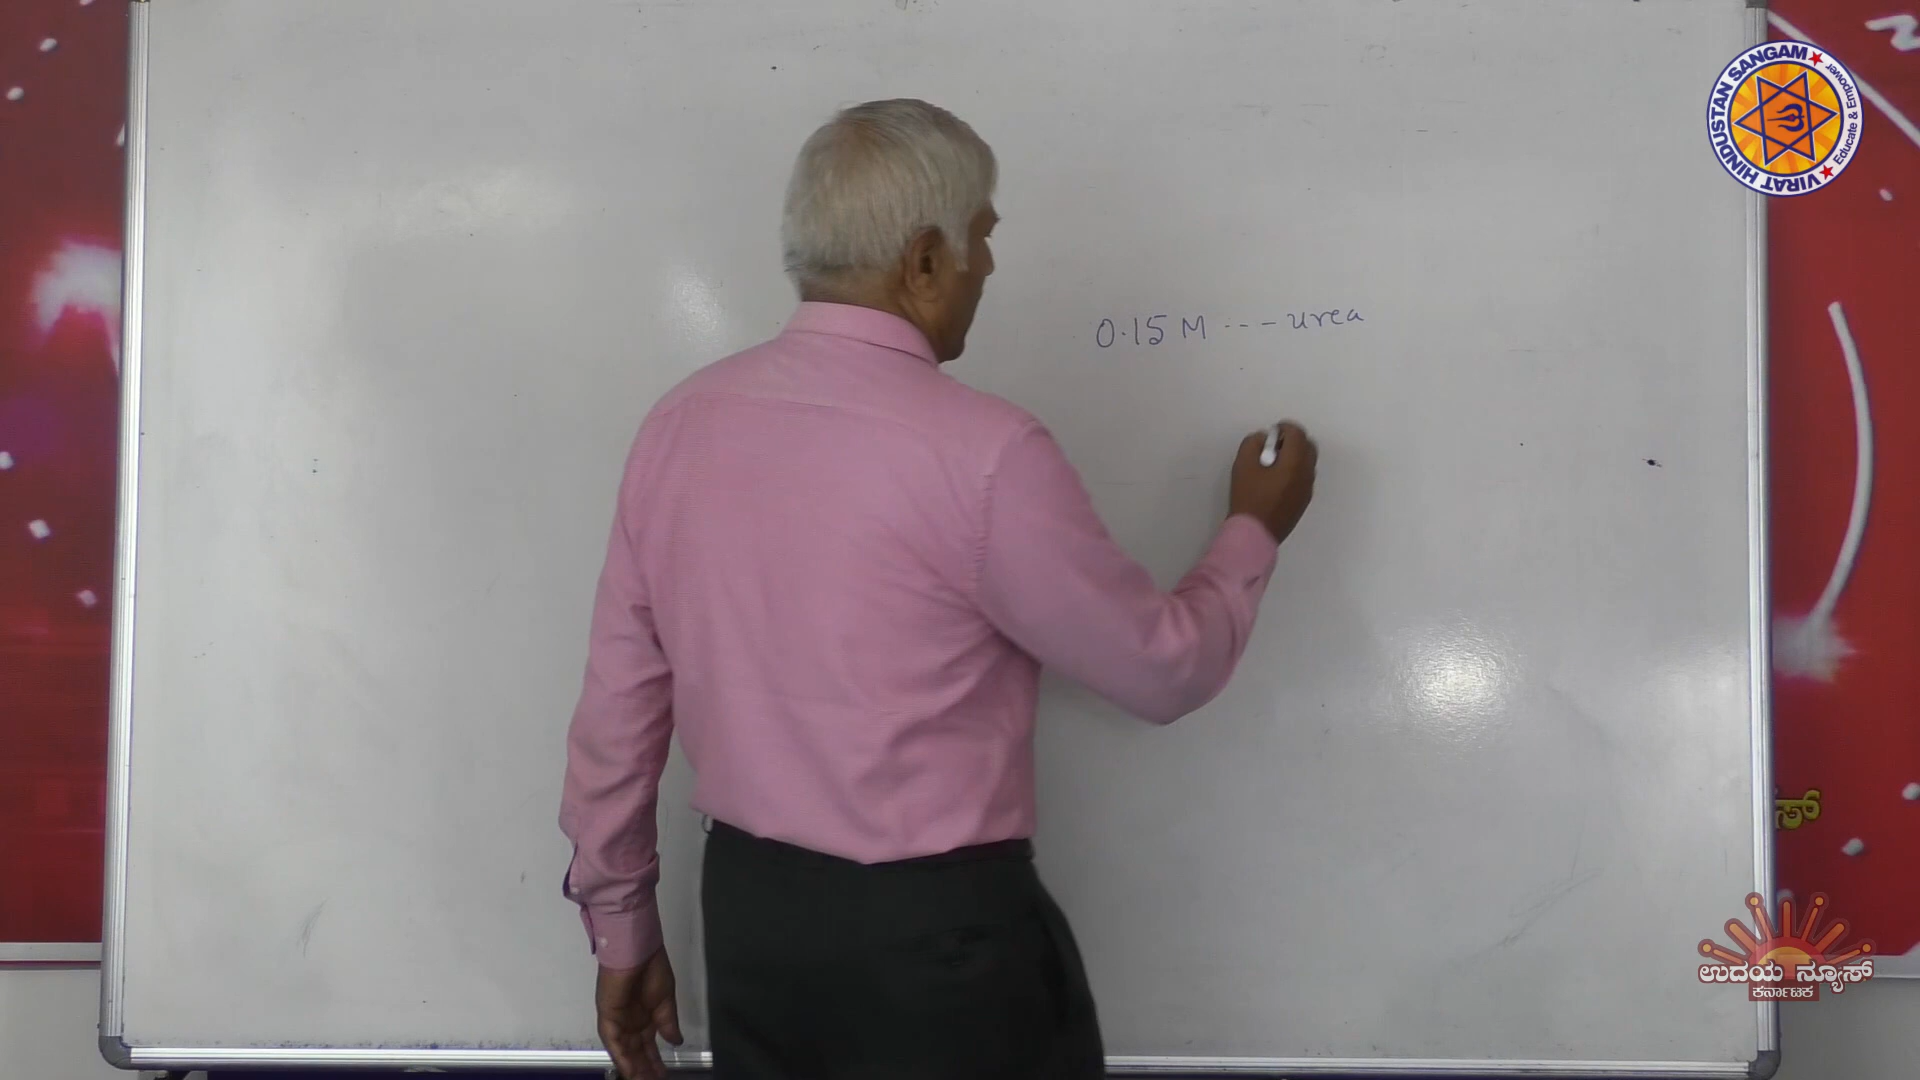 VIRAT HINDUSTAN SANGAM
Educate & Empower
0.15 M --- urea
ಉದಯ ನ್ಯೂಸ್
ಕರ್ನಾಟಕ